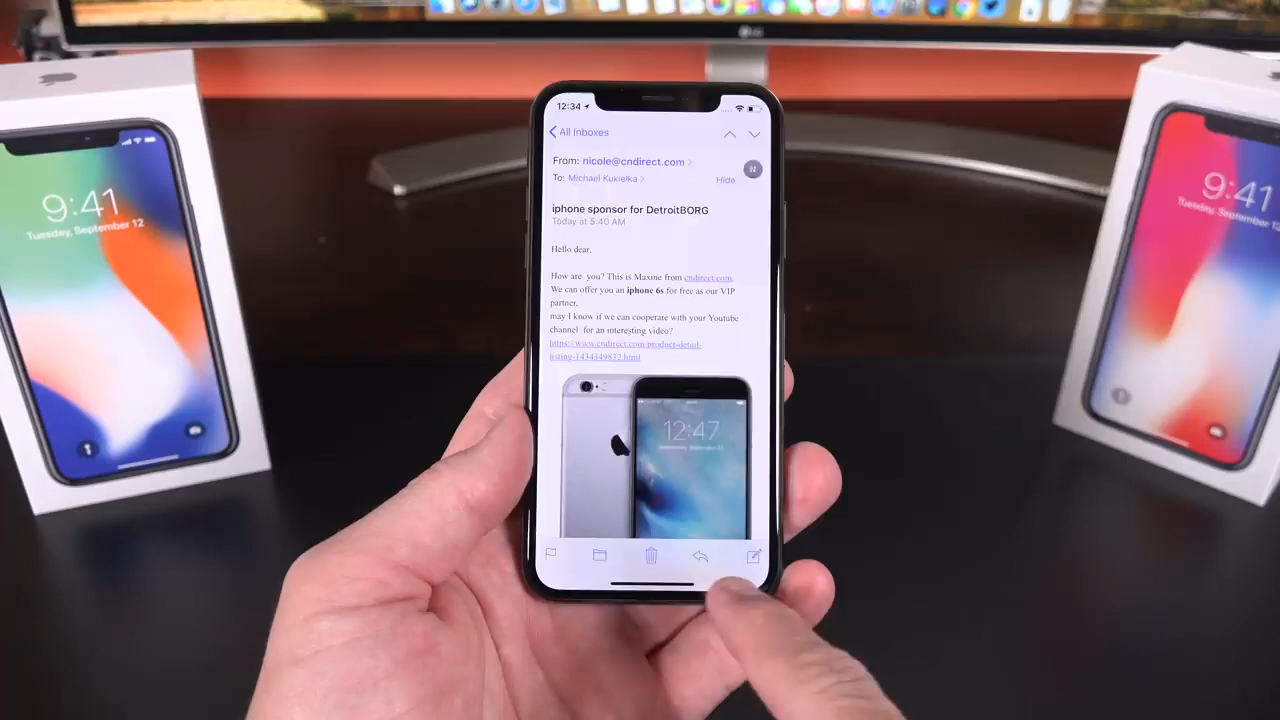 LG
12:34
All Inboxes
From: nicole@cndirect.com
N
To: Michael Kukielka
Hide
iphone sponsor for DetroitBORG
Today at 5:40 AM
Hello dear,
How are you? This is Maxine from cndirect.com,
We can offer you an iphone 6s for free as our VIP
partner,
may I know if we can cooperate with your Youtube
channel for an interesting video?
https://www.cndirect.com/product-detail-
listing-1434349832.html
12:47
9:41
Tuesday, September 12
9:41
Tuesday, September 12